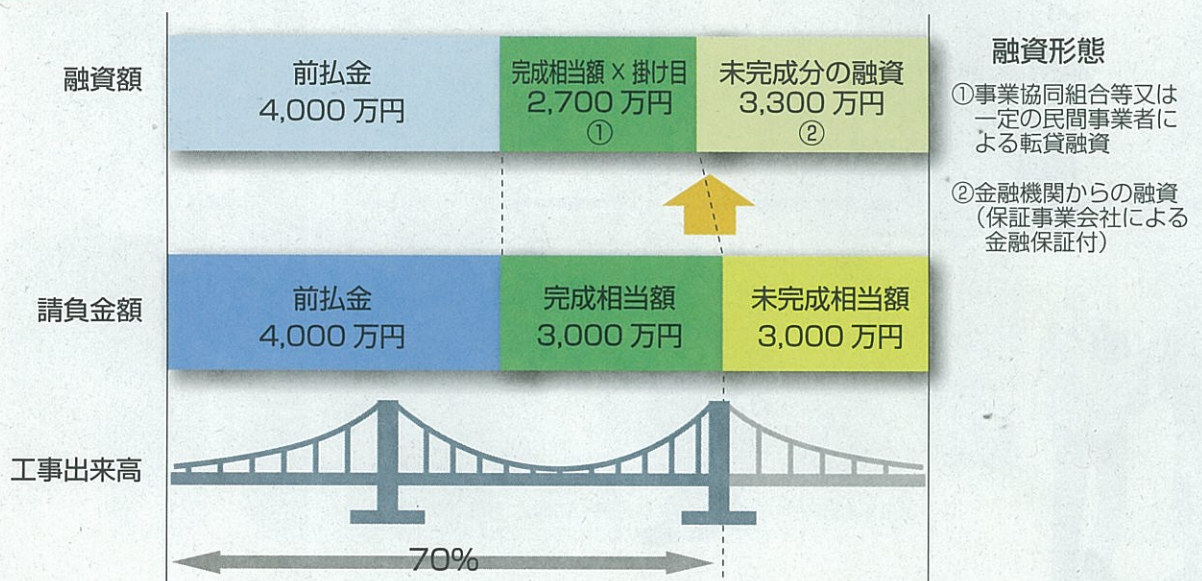 融資額
前払金
4,000 万円
完成相当額 × 掛け目
2,700 万円
①
未完成分の融資
3,300 万円
②
融資形態
①事業協同組合等又は
一定の民間事業者に
よる転貸融資
②金融機関からの融資
（保証事業会社による
金融保証付）
請負金額
前払金
4,000 万円
完成相当額
3,000 万円
未完成相当額
3,000 万円
工事出来高
70%